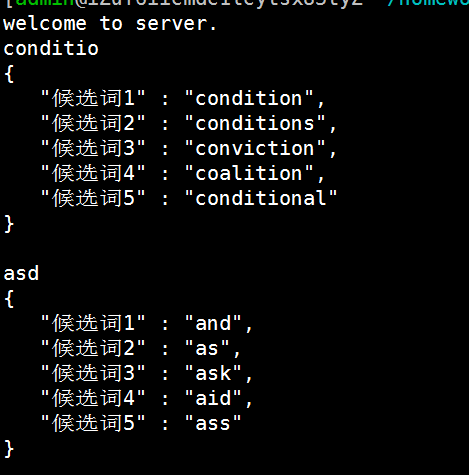 welcome to server.
conditio
{
   "候选词1" : "condition",
   "候选词2" : "conditions",
   "候选词3" : "conviction",
   "候选词4" : "coalition",
   "候选词5" : "conditional"
}

asd
{
   "候选词1" : "and",
   "候选词2" : "as",
   "候选词3" : "ask",
   "候选词4" : "aid",
   "候选词5" : "ass"
}